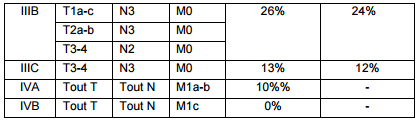 IIIB T1a-c N3 M0 26% 24%
T2a-b N3 M0
T3-4 N2 M0
IIIC T3-4 N3 M0 13% 12%
IVA Tout T Tout N M1a-b 10%% -
IVB Tout T Tout N M1c 0% -